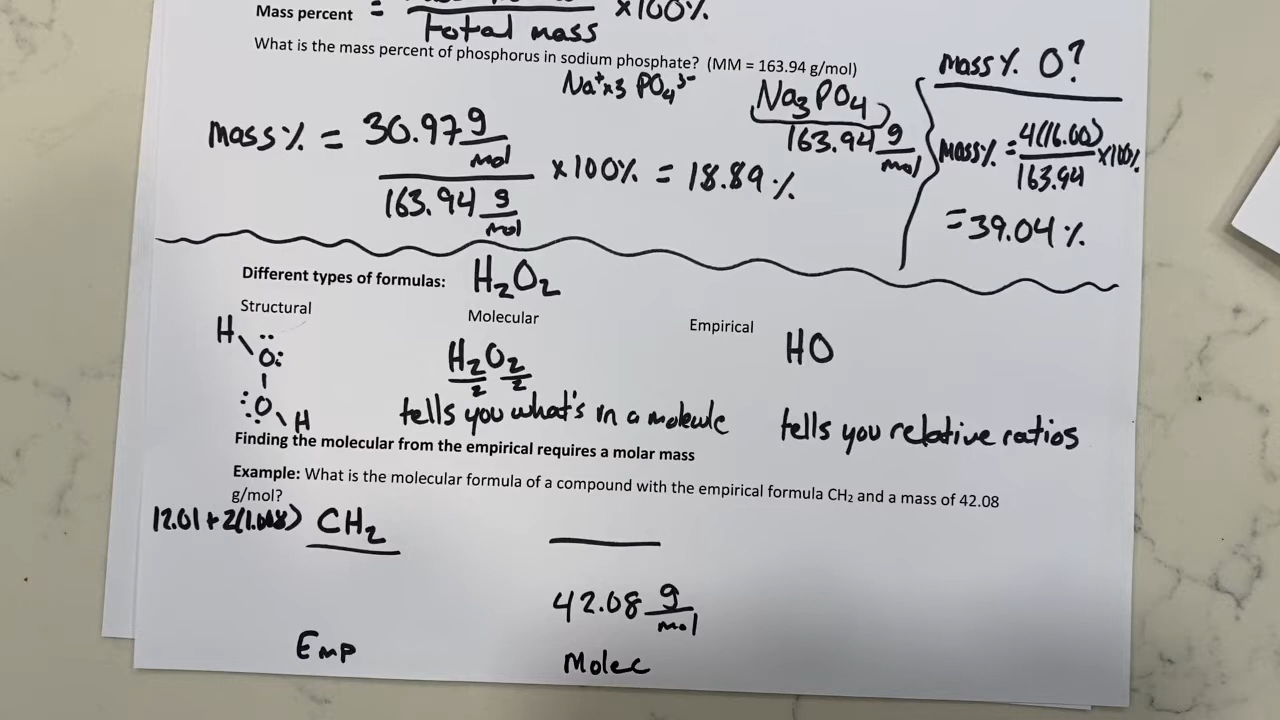 Mass percent = ×100%
total mass
What is the mass percent of phosphorus in sodium phosphate? (MM = 163.94 g/mol)
Na⁺×3 PO₄³⁻
Na₃PO₄
163.94 g/mol
Mass% = 30.97 g/mol / 163.94 g/mol ×100% = 18.89%
Mass % O?
Mass% = 4(16.00) / 163.94 ×100%
= 39.04%
Different types of formulas: H₂O₂
Structural
Molecular
Empirical
H
O:
:O
H
H₂O₂
2 2
HO
tells you what's in a molecule
tells you relative ratios
Finding the molecular from the empirical requires a molar mass
Example: What is the molecular formula of a compound with the empirical formula CH₂ and a mass of 42.08
g/mol?
12.01+2(1.008) CH₂
42.08 g/mol
Emp
Molec